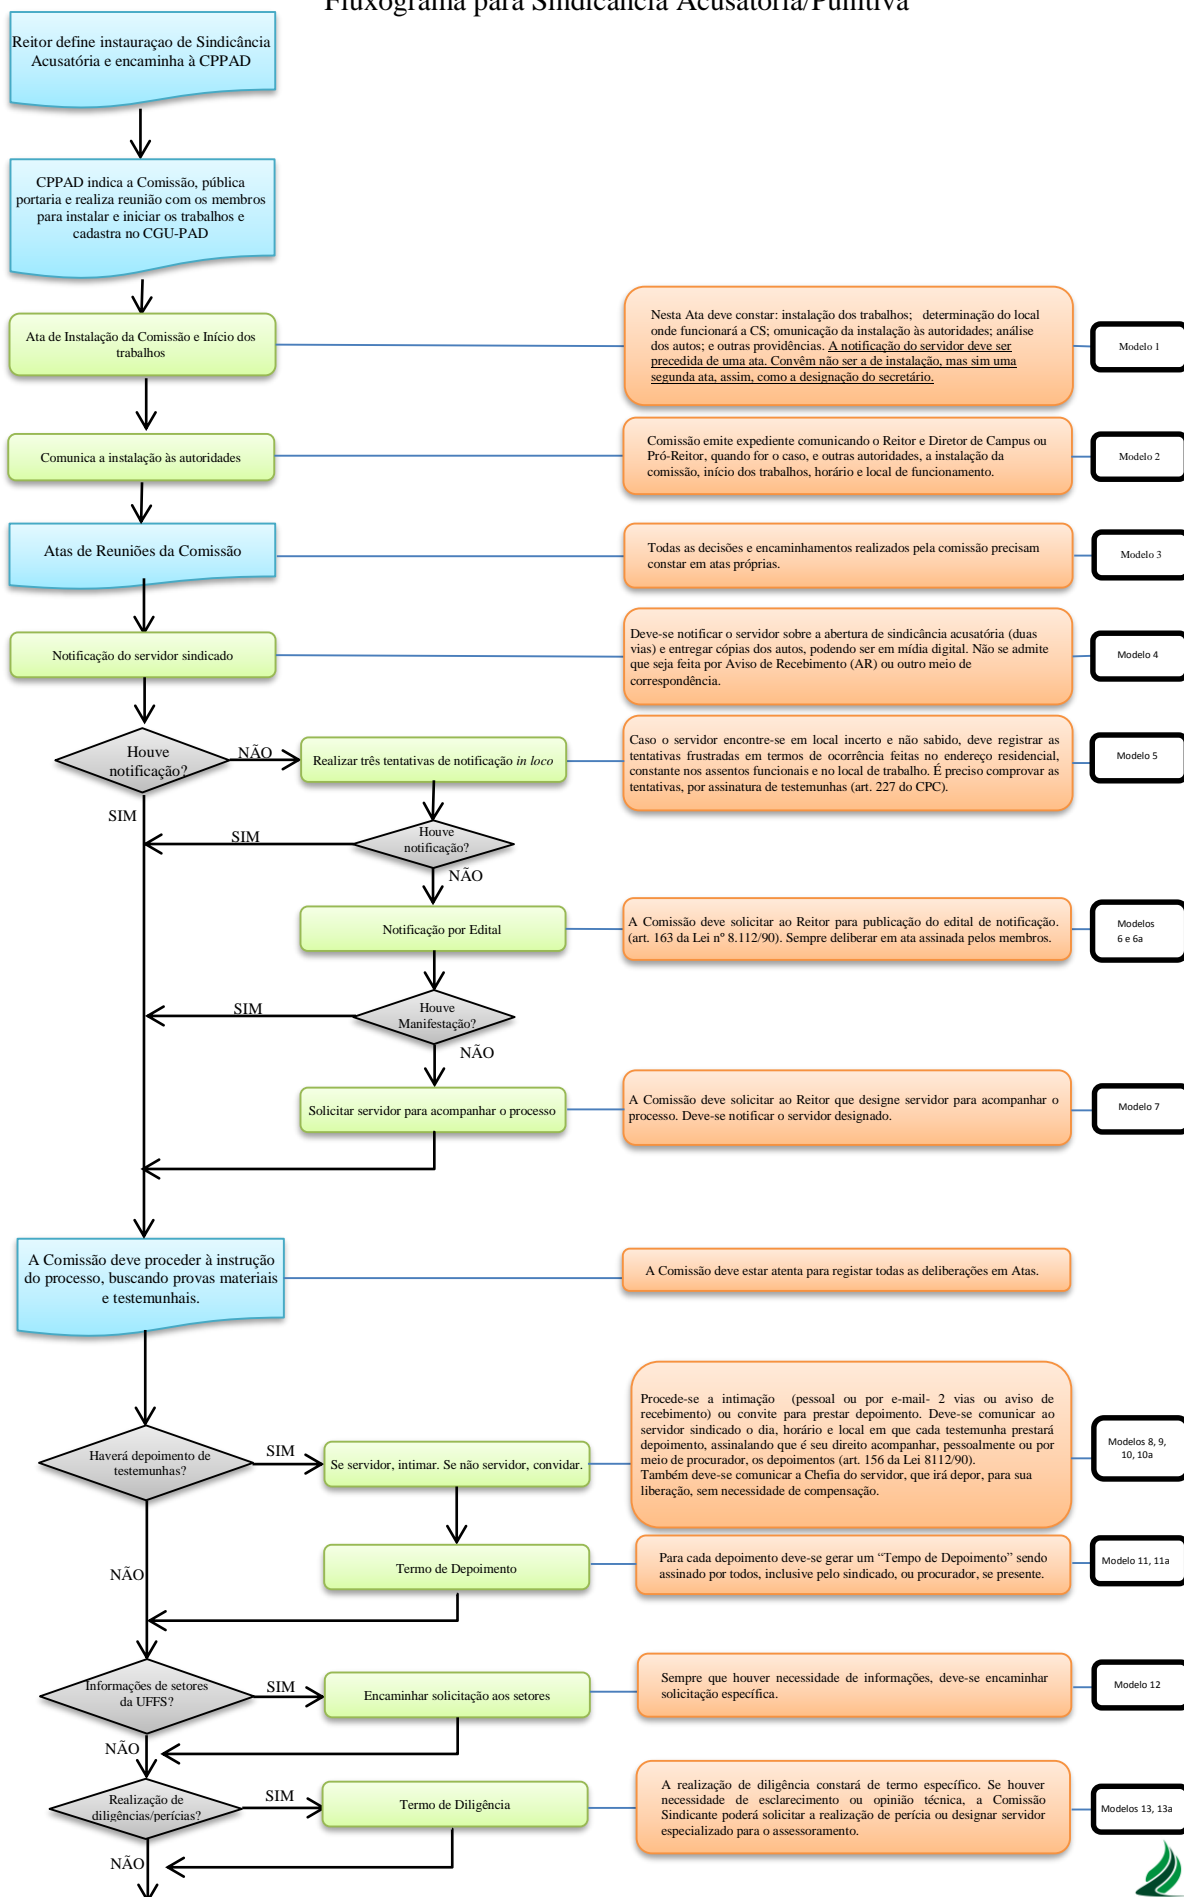 Fluxograma para Sindicância Acusatória/Punitiva
Reitor define instauraçao de Sindicância
Acusatória e encaminha à CPPAD
CPPAD indica a Comissão, pública
portaria e realiza reunião com os membros
para instalar e iniciar os trabalhos e
cadastra no CGU-PAD
Ata de Instalação da Comissão e Início dos
trabalhos
Nesta Ata deve constar: instalação dos trabalhos; determinação do local
onde funcionará a CS; omunicação da instalação às autoridades; análise
dos autos; e outras providências. A notificação do servidor deve ser
precedida de uma ata. Convêm não ser a de instalação, mas sim uma
segunda ata, assim, como a designação do secretário.
Modelo 1
Comunica a instalação às autoridades
Comissão emite expediente comunicando o Reitor e Diretor de Campus ou
Pró-Reitor, quando for o caso, e outras autoridades, a instalação da
comissão, início dos trabalhos, horário e local de funcionamento.
Modelo 2
Atas de Reuniões da Comissão
Todas as decisões e encaminhamentos realizados pela comissão precisam
constar em atas próprias.
Modelo 3
Notificação do servidor sindicado
Deve-se notificar o servidor sobre a abertura de sindicância acusatória (duas
vias) e entregar cópias dos autos, podendo ser em mídia digital. Não se admite
que seja feita por Aviso de Recebimento (AR) ou outro meio de
correspondência.
Modelo 4
Houve
notificação?
NÃO
SIM
Realizar três tentativas de notificação in loco
Caso o servidor encontre-se em local incerto e não sabido, deve registrar as
tentativas frustradas em termos de ocorrência feitas no endereço residencial,
constante nos assentos funcionais e no local de trabalho. É preciso comprovar as
tentativas, por assinatura de testemunhas (art. 227 do CPC).
Modelo 5
Houve
notificação?
SIM
NÃO
Notificação por Edital
A Comissão deve solicitar ao Reitor para publicação do edital de notificação.
(art. 163 da Lei nº 8.112/90). Sempre deliberar em ata assinada pelos membros.
Modelos
6 e 6a
Houve
Manifestação?
SIM
NÃO
Solicitar servidor para acompanhar o processo
A Comissão deve solicitar ao Reitor que designe servidor para acompanhar o
processo. Deve-se notificar o servidor designado.
Modelo 7
A Comissão deve proceder à instrução
do processo, buscando provas materiais
e testemunhais.
A Comissão deve estar atenta para registar todas as deliberações em Atas.
Haverá depoimento de
testemunhas?
SIM
NÃO
Se servidor, intimar. Se não servidor, convidar.
Procede-se a intimação (pessoal ou por e-mail- 2 vias ou aviso de
recebimento) ou convite para prestar depoimento. Deve-se comunicar ao
servidor sindicado o dia, horário e local em que cada testemunha prestará
depoimento, assinalando que é seu direito acompanhar, pessoalmente ou por
meio de procurador, os depoimentos (art. 156 da Lei 8112/90).
Também deve-se comunicar a Chefia do servidor, que irá depor, para sua
liberação, sem necessidade de compensação.
Modelos 8, 9,
10, 10a
Termo de Depoimento
Para cada depoimento deve-se gerar um “Tempo de Depoimento” sendo
assinado por todos, inclusive pelo sindicado, ou procurador, se presente.
Modelo 11, 11a
Informações de setores
da UFFS?
SIM
NÃO
Encaminhar solicitação aos setores
Sempre que houver necessidade de informações, deve-se encaminhar
solicitação específica.
Modelo 12
Realização de
diligências/perícias?
SIM
NÃO
Termo de Diligência
A realização de diligência constará de termo específico. Se houver
necessidade de esclarecimento ou opinião técnica, a Comissão
Sindicante poderá solicitar a realização de perícia ou designar servidor
especializado para o assessoramento.
Modelos 13, 13a